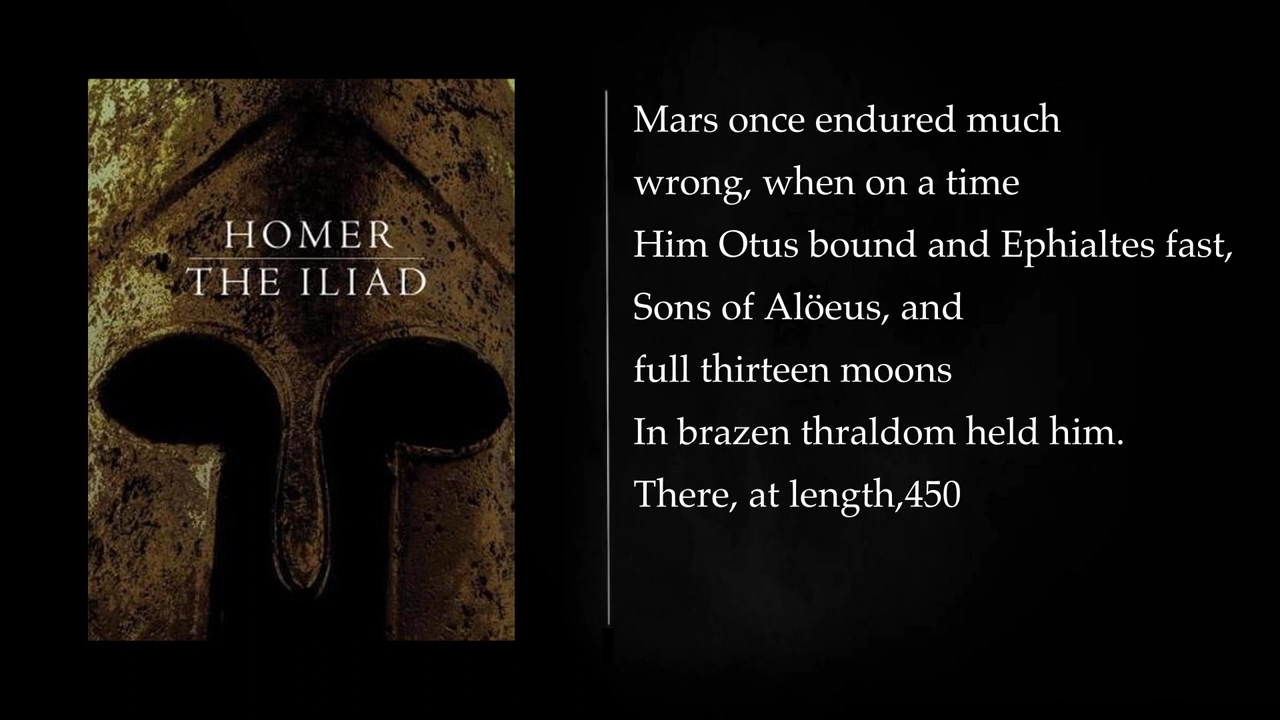 HOMER
THE ILIAD
Mars once endured much
wrong, when on a time
Him Otus bound and Ephialtes fast,
Sons of Alöeus, and
full thirteen moons
In brazen thraldom held him.
There, at length,450